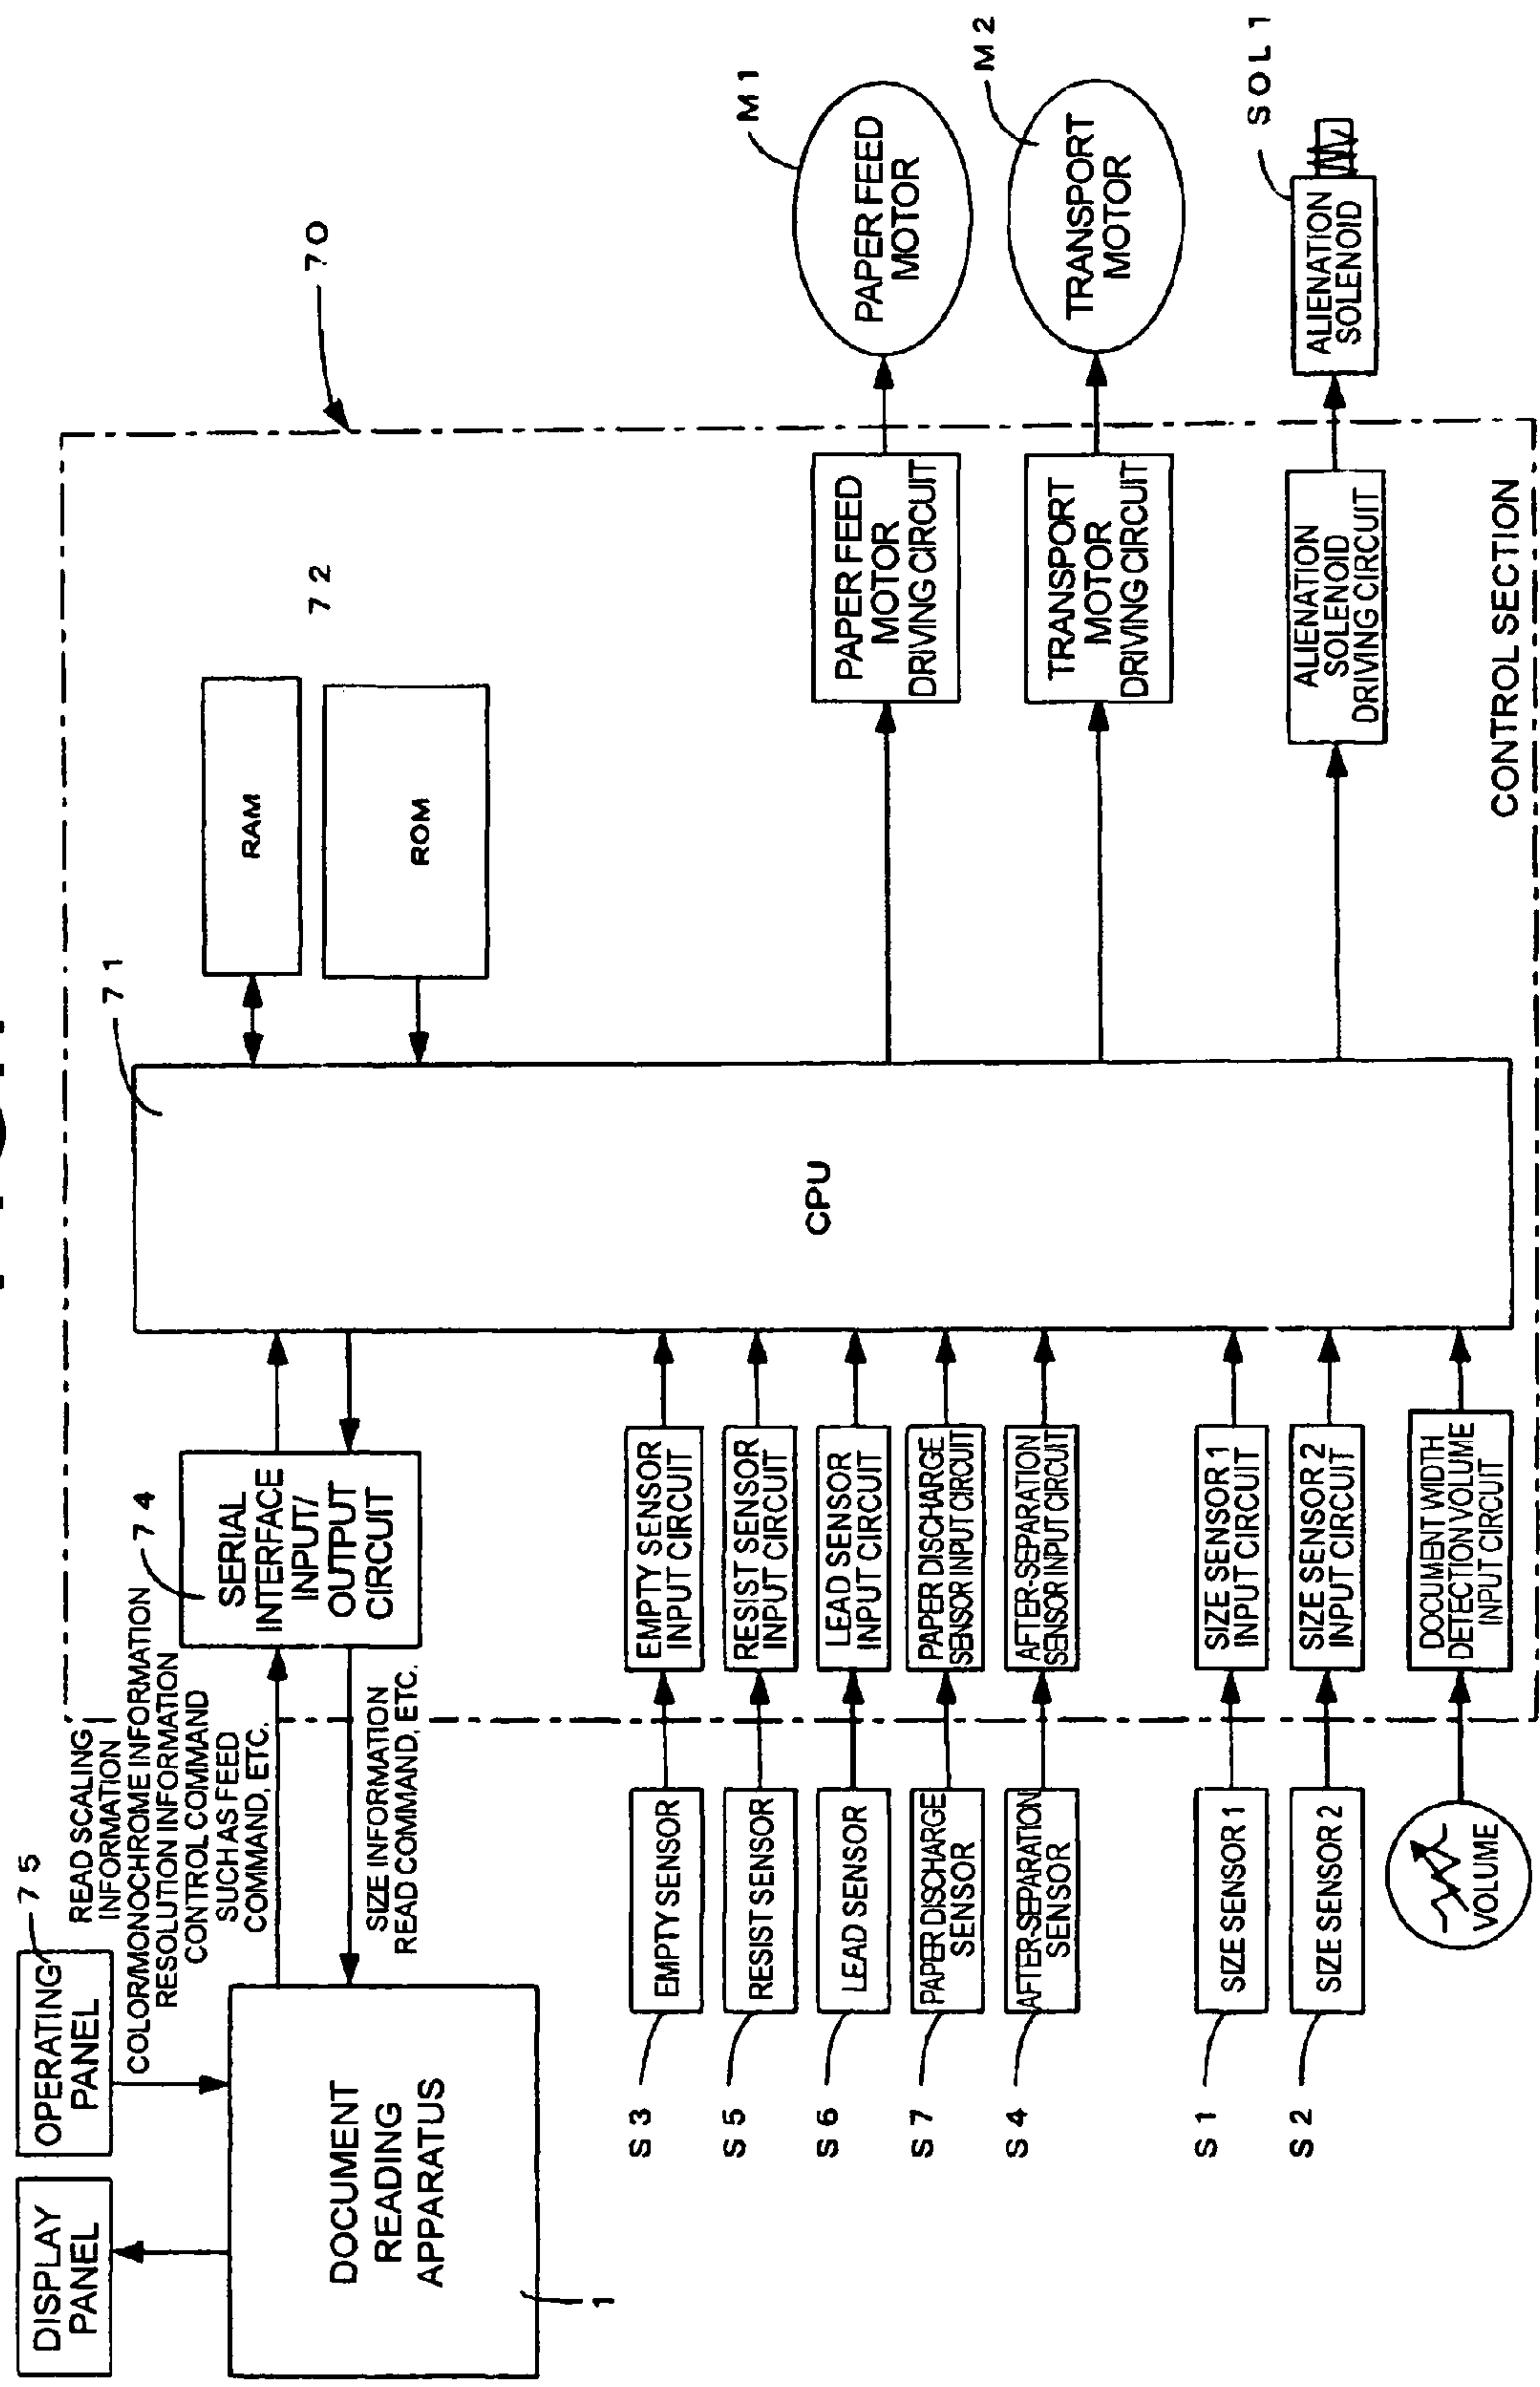 DISPLAY
PANEL
OPERATING
PANEL
75
DOCUMENT
READING
APPARATUS
1
READ SCALING
INFORMATION
COLOR/MONOCHROME INFORMATION
RESOLUTION INFORMATION
CONTROL COMMAND
SUCH AS FEED
COMMAND, ETC.
SIZE INFORMATION
READ COMMAND, ETC.
74
SERIAL
INTERFACE
INPUT/
OUTPUT
CIRCUIT
S3
EMPTY SENSOR
EMPTY SENSOR
INPUT CIRCUIT
S5
RESIST SENSOR
RESIST SENSOR
INPUT CIRCUIT
S6
LEAD SENSOR
LEAD SENSOR
INPUT CIRCUIT
S7
PAPER DISCHARGE
SENSOR
PAPER DISCHARGE
SENSOR INPUT CIRCUIT
S4
AFTER-SEPARATION
SENSOR
AFTER-SEPARATION
SENSOR INPUT CIRCUIT
S1
SIZE SENSOR 1
SIZE SENSOR 1
INPUT CIRCUIT
S2
SIZE SENSOR 2
SIZE SENSOR 2
INPUT CIRCUIT
VOLUME
DOCUMENT WIDTH
DETECTION VOLUME
INPUT CIRCUIT
71
CPU
RAM
ROM
72
70
PAPER FEED
MOTOR
DRIVING CIRCUIT
PAPER FEED
MOTOR
M1
TRANSPORT
MOTOR
DRIVING CIRCUIT
TRANSPORT
MOTOR
M2
ALIENATION
SOLENOID
DRIVING CIRCUIT
ALIENATION
SOLENOID
SOL1
CONTROL SECTION